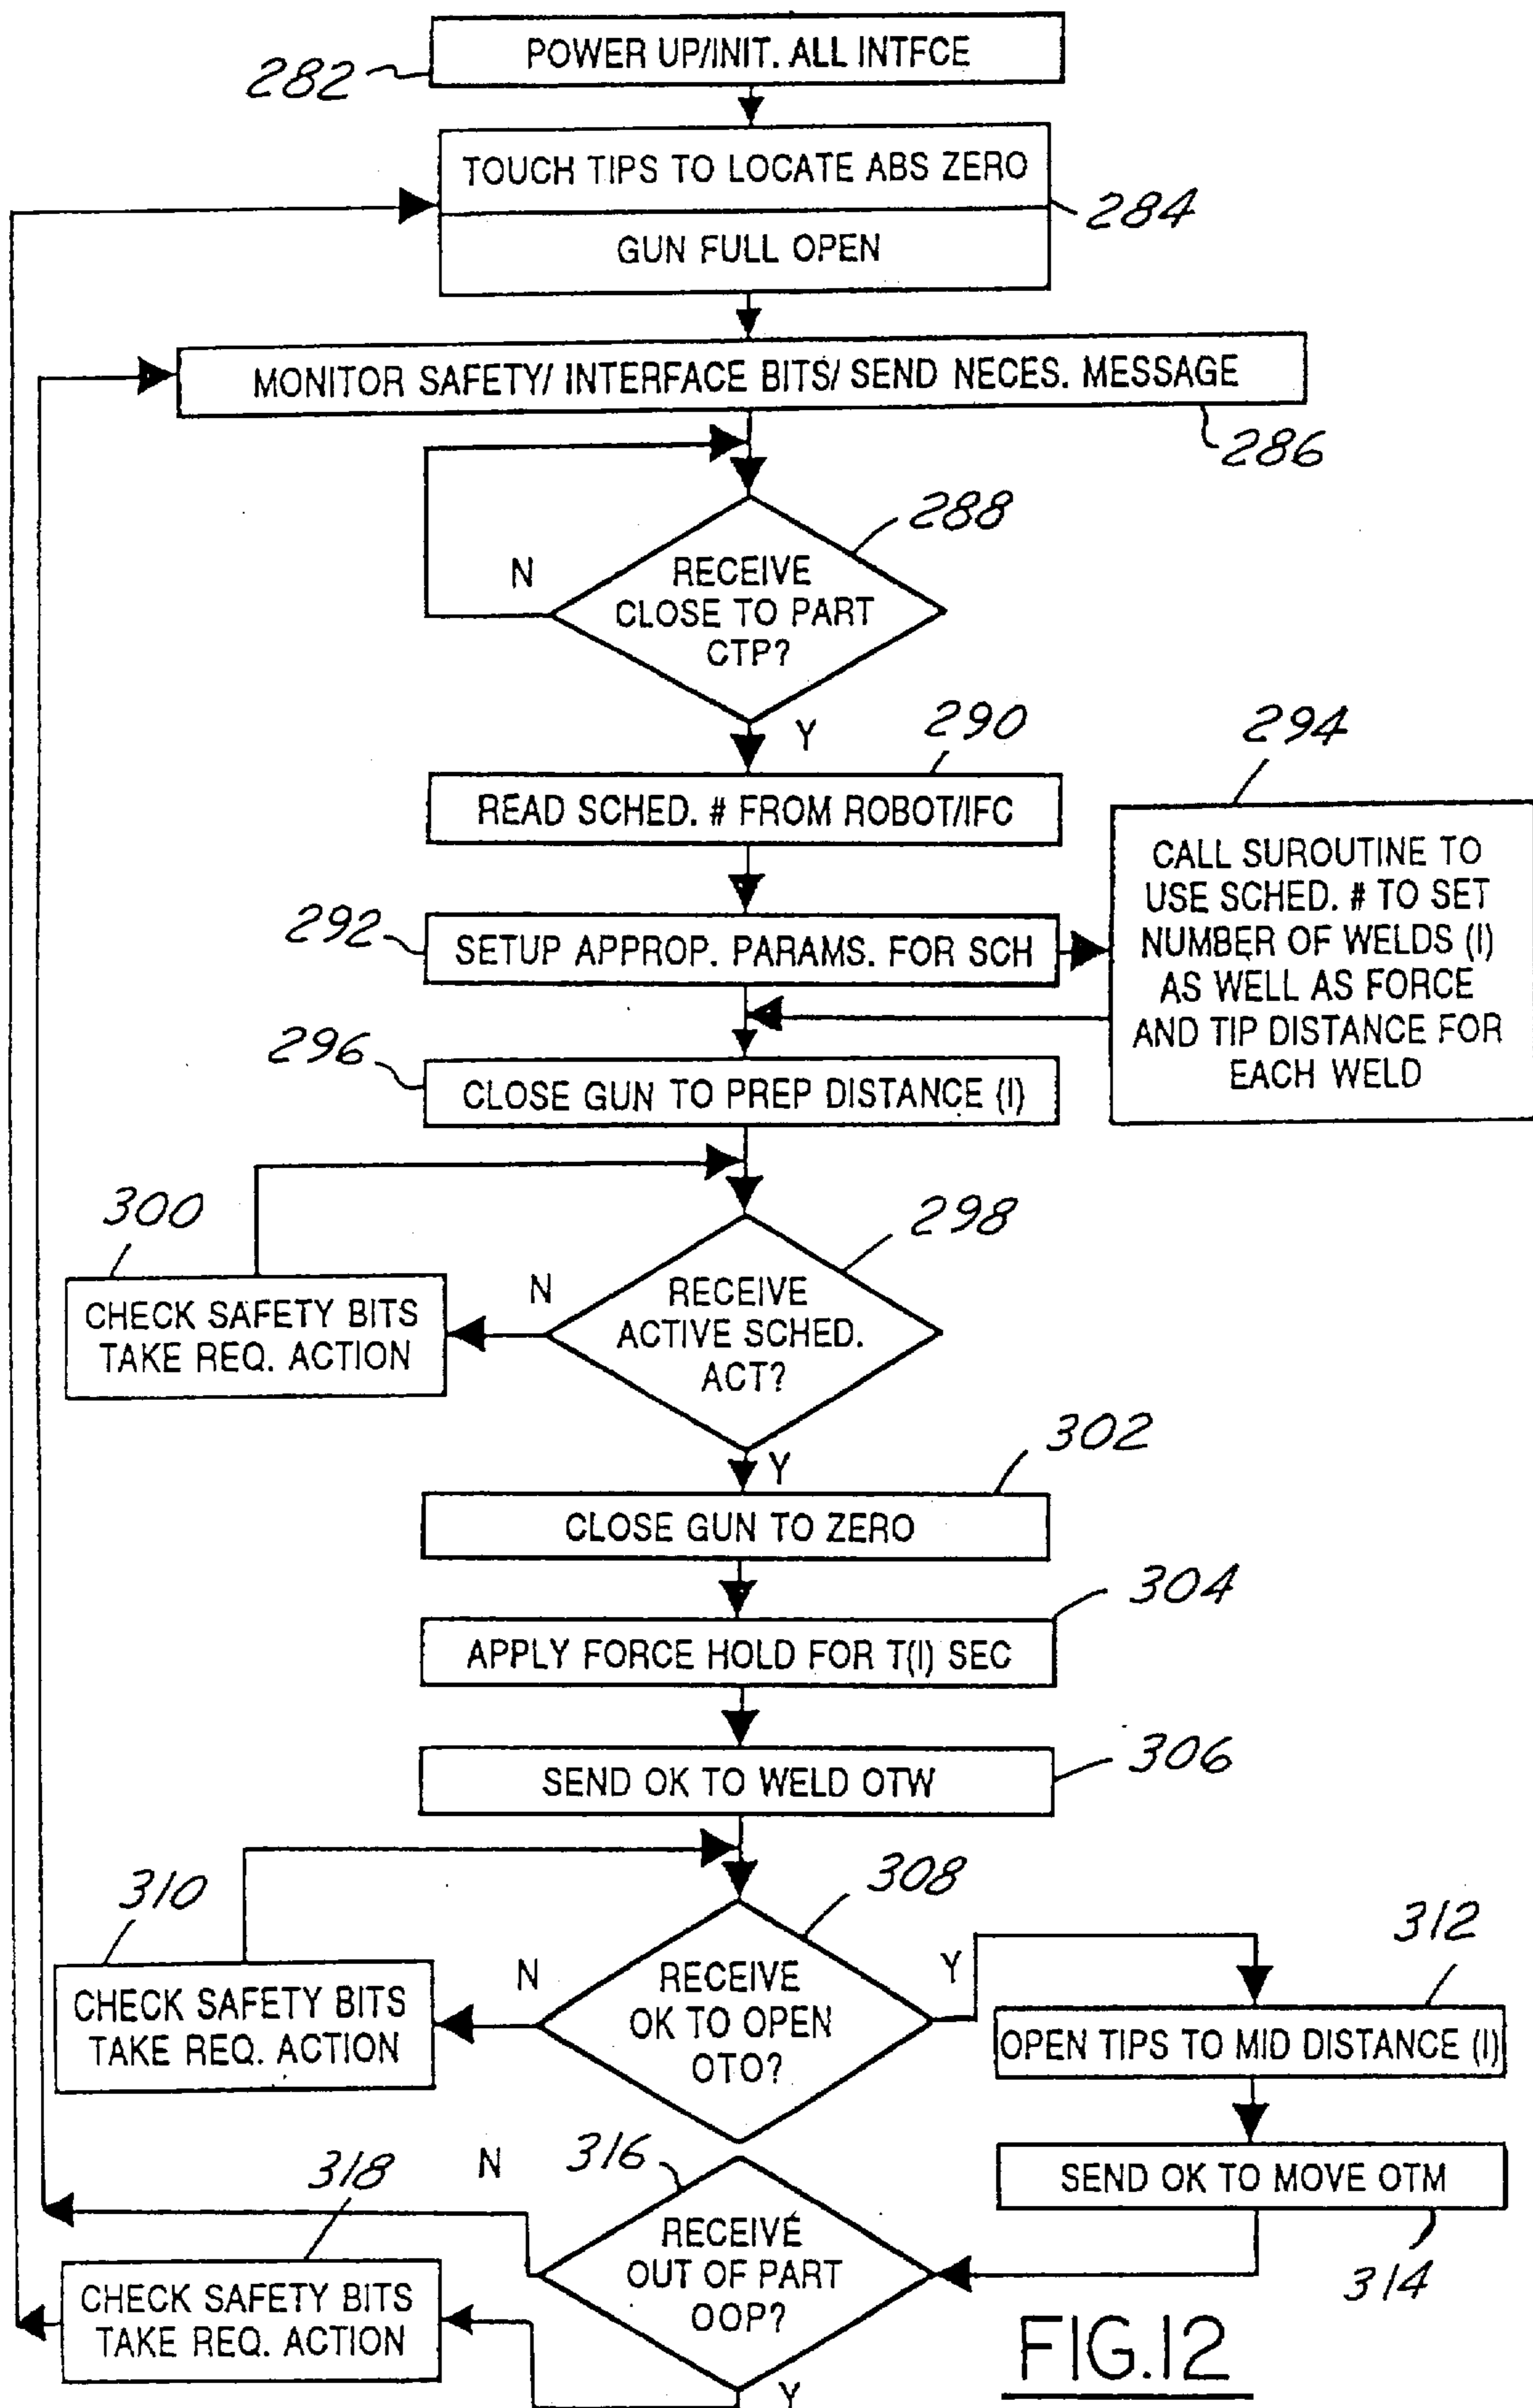 POWER UP/INIT. ALL INTFCE
282
TOUCH TIPS TO LOCATE ABS ZERO
284
GUN FULL OPEN
MONITOR SAFETY/ INTERFACE BITS/ SEND NECES. MESSAGE
286
288
N
RECEIVE
CLOSE TO PART
CTP?
Y
290
294
READ SCHED. # FROM ROBOT/IFC
CALL SUROUTINE TO
USE SCHED. # TO SET
NUMBER OF WELDS (I)
AS WELL AS FORCE
AND TIP DISTANCE FOR
EACH WELD
292
SETUP APPROP. PARAMS. FOR SCH
296
CLOSE GUN TO PREP DISTANCE (I)
300
298
CHECK SAFETY BITS
TAKE REQ. ACTION
N
RECEIVE
ACTIVE SCHED.
ACT?
Y
302
CLOSE GUN TO ZERO
304
APPLY FORCE HOLD FOR T(I) SEC
306
SEND OK TO WELD OTW
310
308
312
CHECK SAFETY BITS
TAKE REQ. ACTION
N
RECEIVE
OK TO OPEN
OTO?
Y
OPEN TIPS TO MID DISTANCE (I)
SEND OK TO MOVE OTM
314
318
N
316
RECEIVE
OUT OF PART
OOP?
CHECK SAFETY BITS
TAKE REQ. ACTION
Y
FIG.12